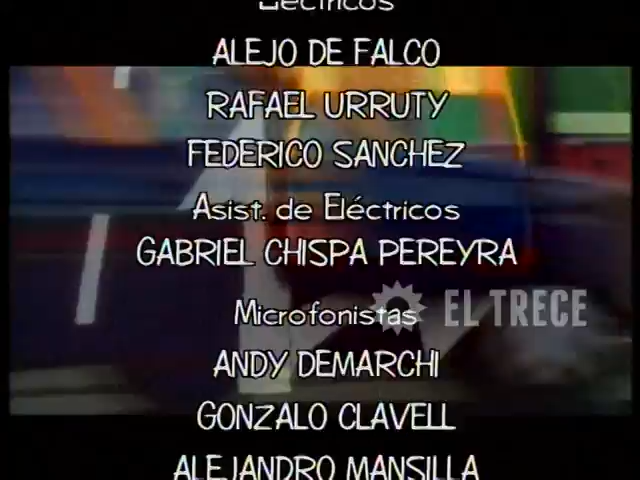 Eléctricos
ALEJO DE FALCO
RAFAEL URRUTY
FEDERICO SANCHEZ
Asist. de Eléctricos
GABRIEL CHISPA PEREYRA
Microfonistas
EL TRECE
ANDY DEMARCHI
GONZALO CLAVELL
ALEJANDRO MANSILLA